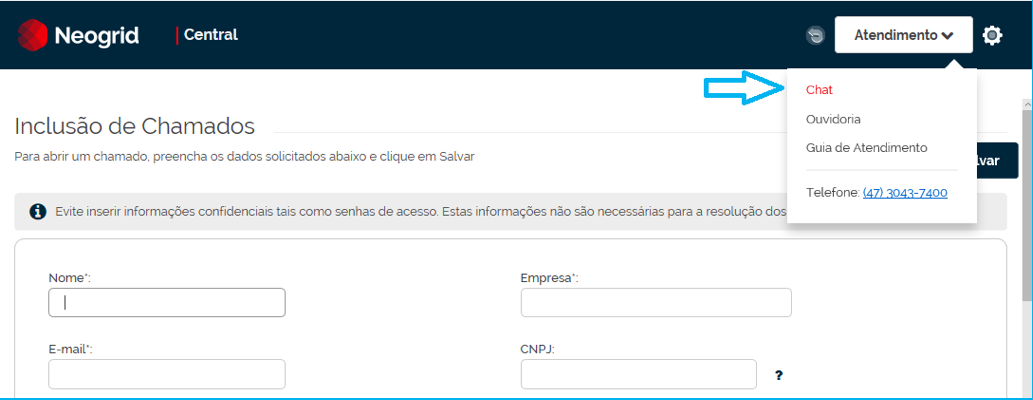 Neogrid
Central
Atendimento
Chat
Ouvidoria
Guia de Atendimento
Telefone: (47) 3043-7400
Inclusão de Chamados
Para abrir um chamado, preencha os dados solicitados abaixo e clique em Salvar
lvar
Evite inserir informações confidenciais tais como senhas de acesso. Estas informações não são necessárias para a resolução dos
Nome*:
Empresa*:
E-mail*:
CNPJ:
?